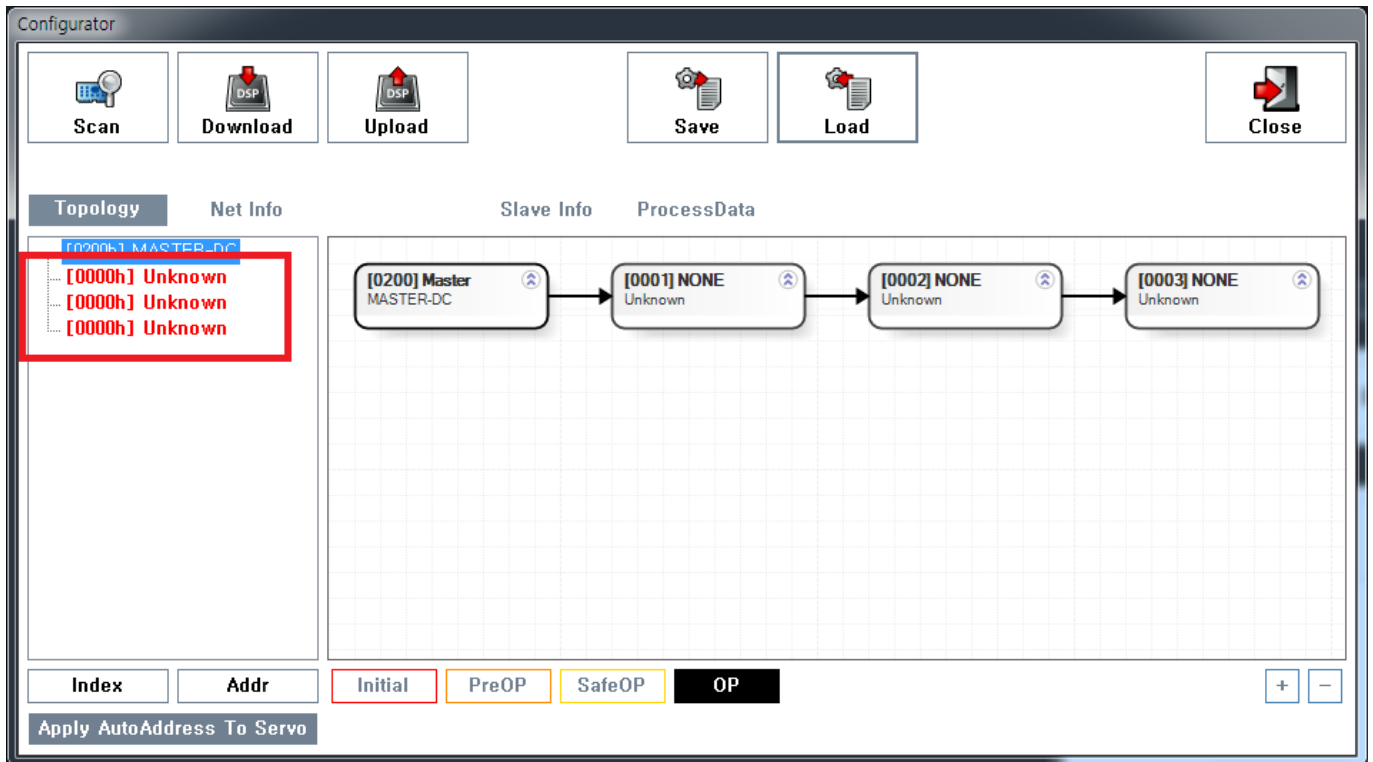 Configurator
DSP
DSP
Scan
Download
Upload
Save
Load
Close
Topology
Net Info
Slave Info
ProcessData
[0200h] MASTER-DC
[0000h] Unknown
[0000h] Unknown
[0000h] Unknown
[0200] Master
MASTER-DC
[0001] NONE
Unknown
[0002] NONE
Unknown
[0003] NONE
Unknown
Index
Addr
Initial
PreOP
SafeOP
OP
+
−
Apply AutoAddress To Servo